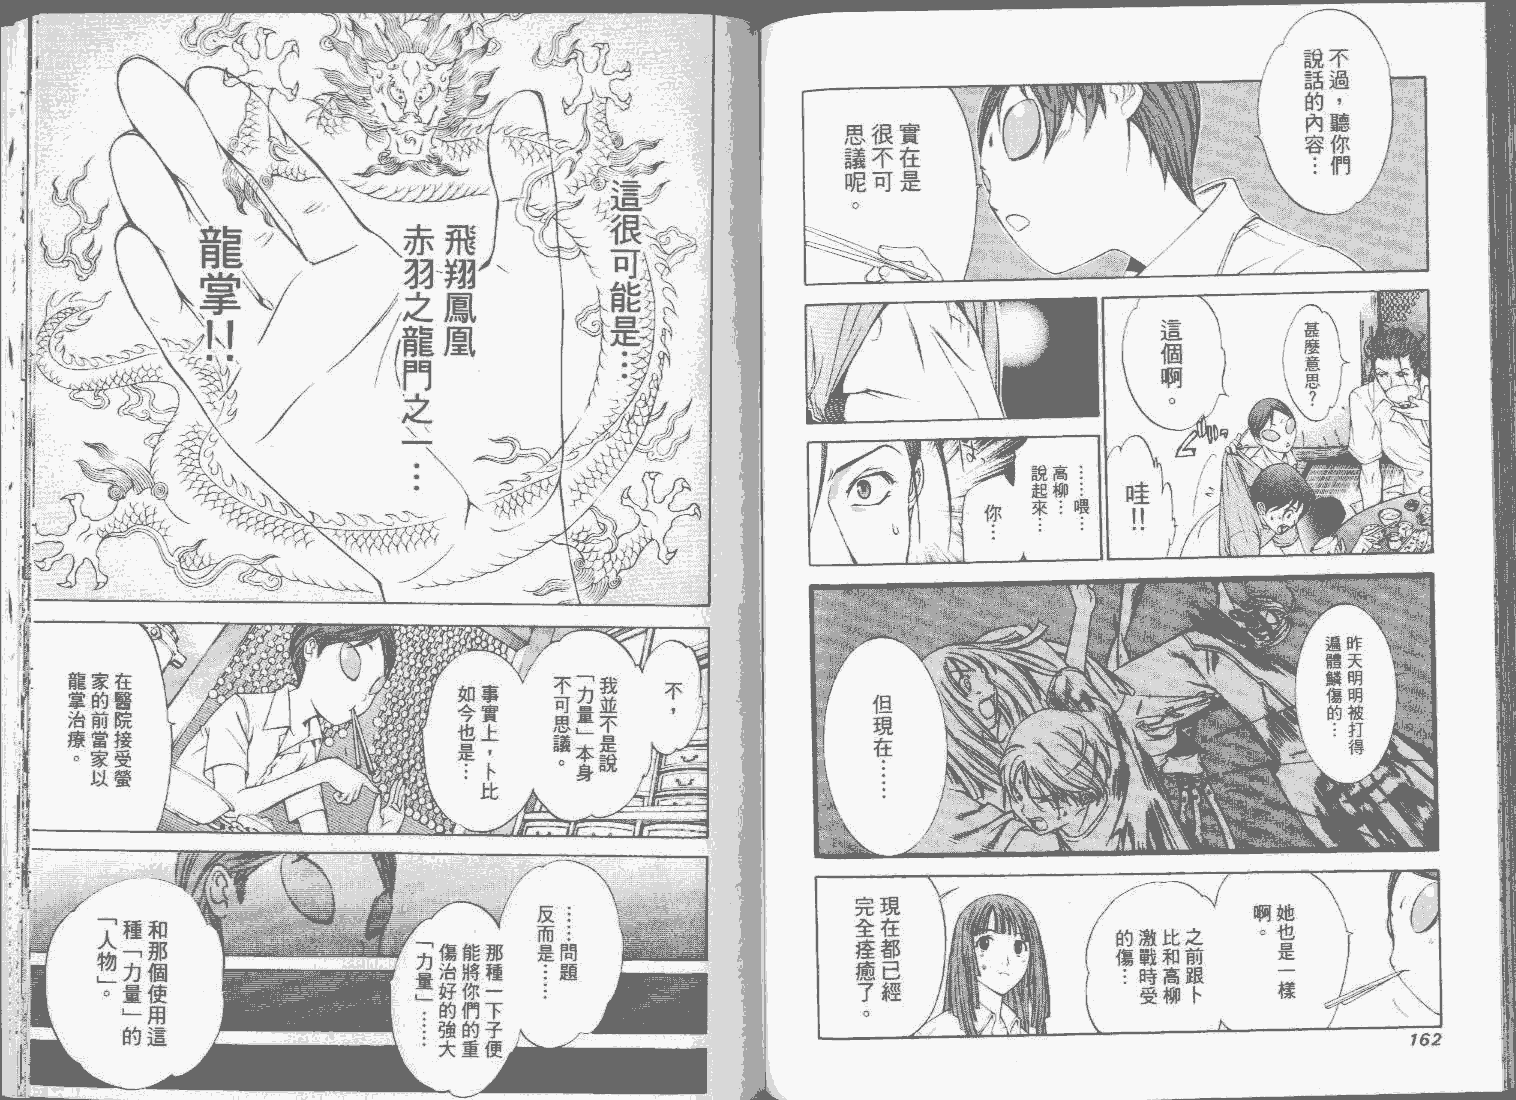 不過，聽你們
說話的內容…
實在是
很不可
思議呢。
甚麼意思？
這個啊。
哇!!
……喂…
高柳…
說起來…
你…
昨天明明被打得
遍體鱗傷的…
但現在……
她也是一樣
啊。
之前跟卜
比和高柳
激戰時受
的傷…
現在都已經
完全痊癒了。
162
這很可能是…
飛翔鳳凰
赤羽之龍門之一…
龍掌!!
不，
我並不是說
「力量」本身
不可思議。
事實上，卜比
如今也是…
在醫院接受螢
家的前當家以
龍掌治療。
……問題
反而是……
那種一下子便
能將你們的重
傷治好的強大
「力量」……
和那個使用這
種「力量」的
「人物」。